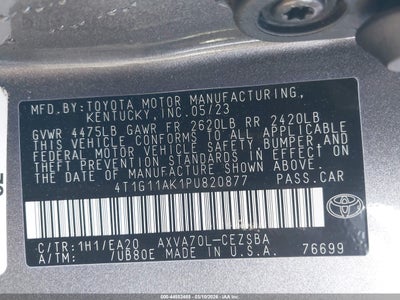 MFD.BY:TOYOTA MOTOR MANUFACTURING,
KENTUCKY,INC.05/23
GVWR 4475LB GAWR FR 2620LB RR 2420LB
THIS VEHICLE CONFORMS TO ALL APPLICABLE
FEDERAL MOTOR VEHICLE SAFETY, BUMPER, AND
THEFT PREVENTION STANDARDS IN EFFECT ON
THE DATE OF MANUFACTURE SHOWN ABOVE.
4T1G11AK1PU820877 PASS.CAR
C/TR:1H1/EA20 AXVA70L-CEZSBA
A/TM: 7UB80E MADE IN U.S.A. 76699
TOYOTA